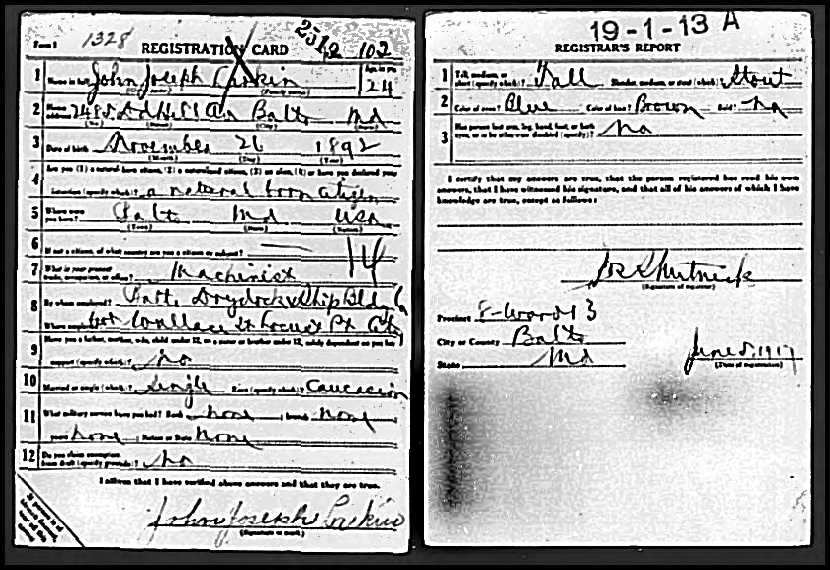 Form 1 1328 REGISTRATION CARD 2512 102
1 Name in full John Joseph Larkin Age, in yrs 24
(Family name)
2 Home address 2485 Ad Hill Av Balto Md
(No.) (Street) (City) (State)
3 Date of birth November 26 1892
(Month) (Day) (Year)
4 Are you (1) a natural-born citizen, (2) a naturalized citizen, (3) an alien, (4) or have you declared your
intention (specify which)? a natural born citizen
5 Where were you born? Balto Md USA
(Town) (State) (Nation)
6 If not a citizen, of what country are you a citizen or subject?
7 What is your present trade, occupation, or office? Machinist 14
8 By whom employed? Balt. Drydock & Ship Bldg Co
Where employed? Wallace St Locust Pt
9 Have you a father, mother, wife, child under 12, or a sister or brother under 12, solely dependent on you for
support (specify which)? no
10 Married or single (which)? Single Race (specify which)? Caucasian
11 What military service have you had? Rank none ; branch none
years none ; Nation or State none
12 Do you claim exemption from draft (specify grounds)? No
I affirm that I have verified above answers and that they are true.
John Joseph Larkin
(Signature or mark)
19-1-13 A
REGISTRAR'S REPORT
1 Tall, medium, or short (which)? Tall Slender, medium, or stout (which)? Stout
2 Color of eyes? Blue Color of hair? Brown Bald? No
3 Has person lost arm, leg, hand, foot, or both eyes, or is he otherwise disabled (specify)? No
I certify that my answers are true, that the person registered has read his own
answers, that I have witnessed his signature, and that all of his answers of which I have
knowledge are true, except as follows:
(Signature of registrar)
Precinct 8-Ward 13
City or County Balto
State Md June 5, 1917
(Date of registration)